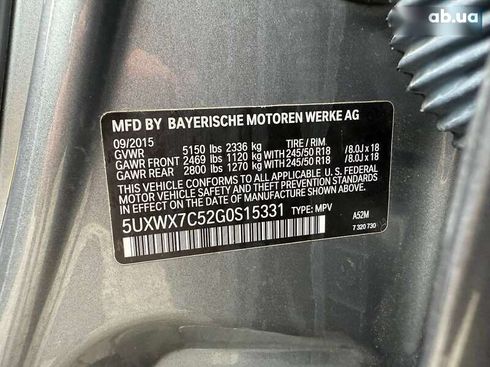 ab.ua
MFD BY BAYERISCHE MOTOREN WERKE AG
09/2015
GVWR 5150 lbs 2336 kg TIRE / RIM
GAWR FRONT 2469 lbs 1120 kg WITH 245/50 R18 / 8.0J x 18
GAWR REAR 2800 lbs 1270 kg WITH 245/50 R18 / 8.0J x 18
THIS VEHICLE CONFORMS TO ALL APPLICABLE U.S. FEDERAL
MOTOR VEHICLE SAFETY AND THEFT PREVENTION STANDARDS
IN EFFECT ON THE DATE OF MANUFACTURE SHOWN ABOVE.
5UXWX7C52G0S15331 TYPE: MPV A52M
7 320 730